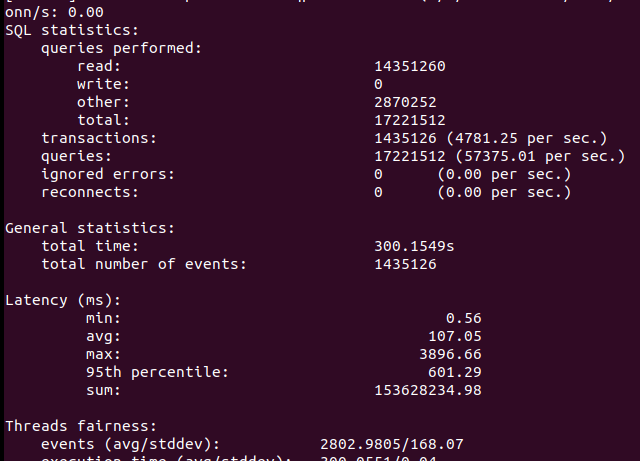 onn/s: 0.00
SQL statistics:
    queries performed:
        read:                           14351260
        write:                          0
        other:                          2870252
        total:                          17221512
    transactions:                       1435126 (4781.25 per sec.)
    queries:                            17221512 (57375.01 per sec.)
    ignored errors:                     0      (0.00 per sec.)
    reconnects:                         0      (0.00 per sec.)

General statistics:
    total time:                         300.1549s
    total number of events:             1435126

Latency (ms):
         min:                                    0.56
         avg:                                  107.05
         max:                                 3896.66
         95th percentile:                      601.29
         sum:                            153628234.98

Threads fairness:
    events (avg/stddev):           2802.9805/168.07
    execution time (avg/stddev):   300.0551/0.04